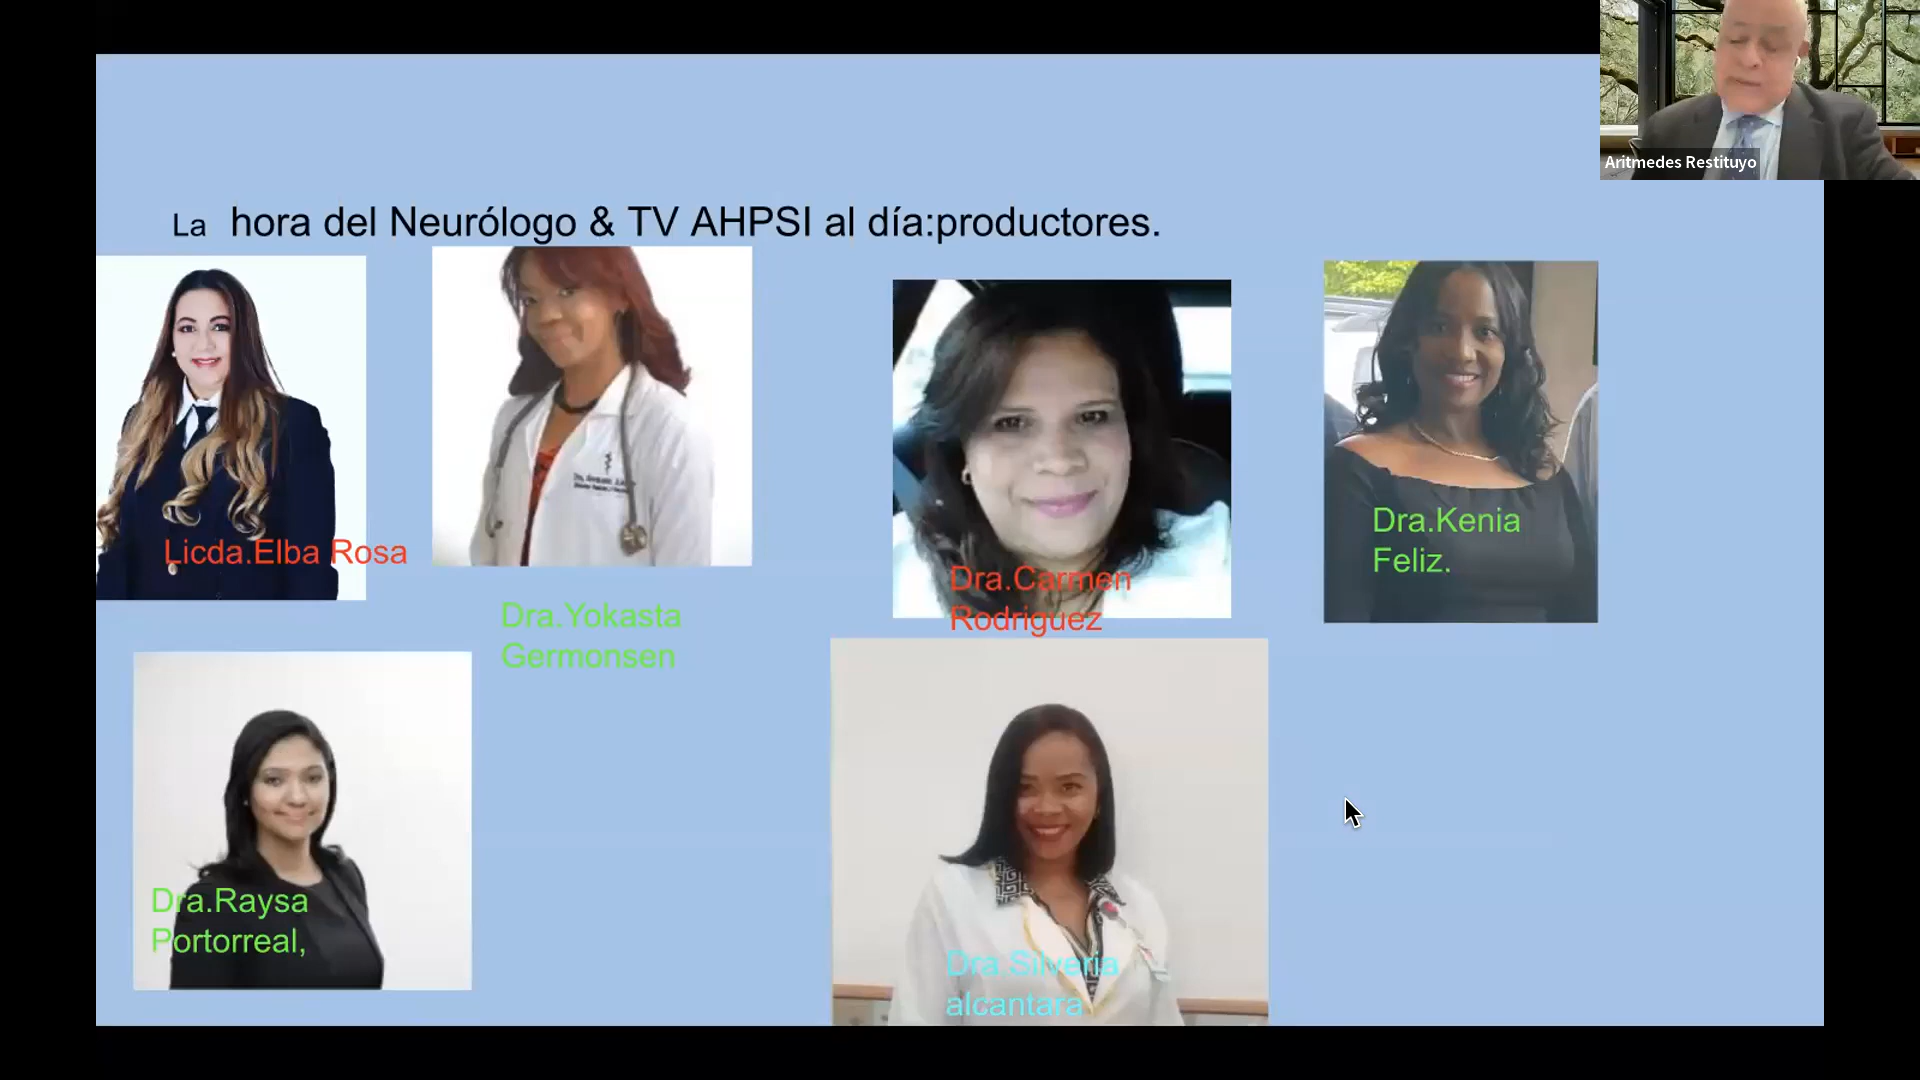 Aritmedes Restituyo
La hora del Neurólogo & TV AHPSI al día:productores.
Licda.Elba Rosa
Dra.Yokasta
Germonsen
Dra.Carmen
Rodriguez
Dra.Kenia
Feliz.
Dra.Raysa
Portorreal,
Dra.Silveria
alcantara